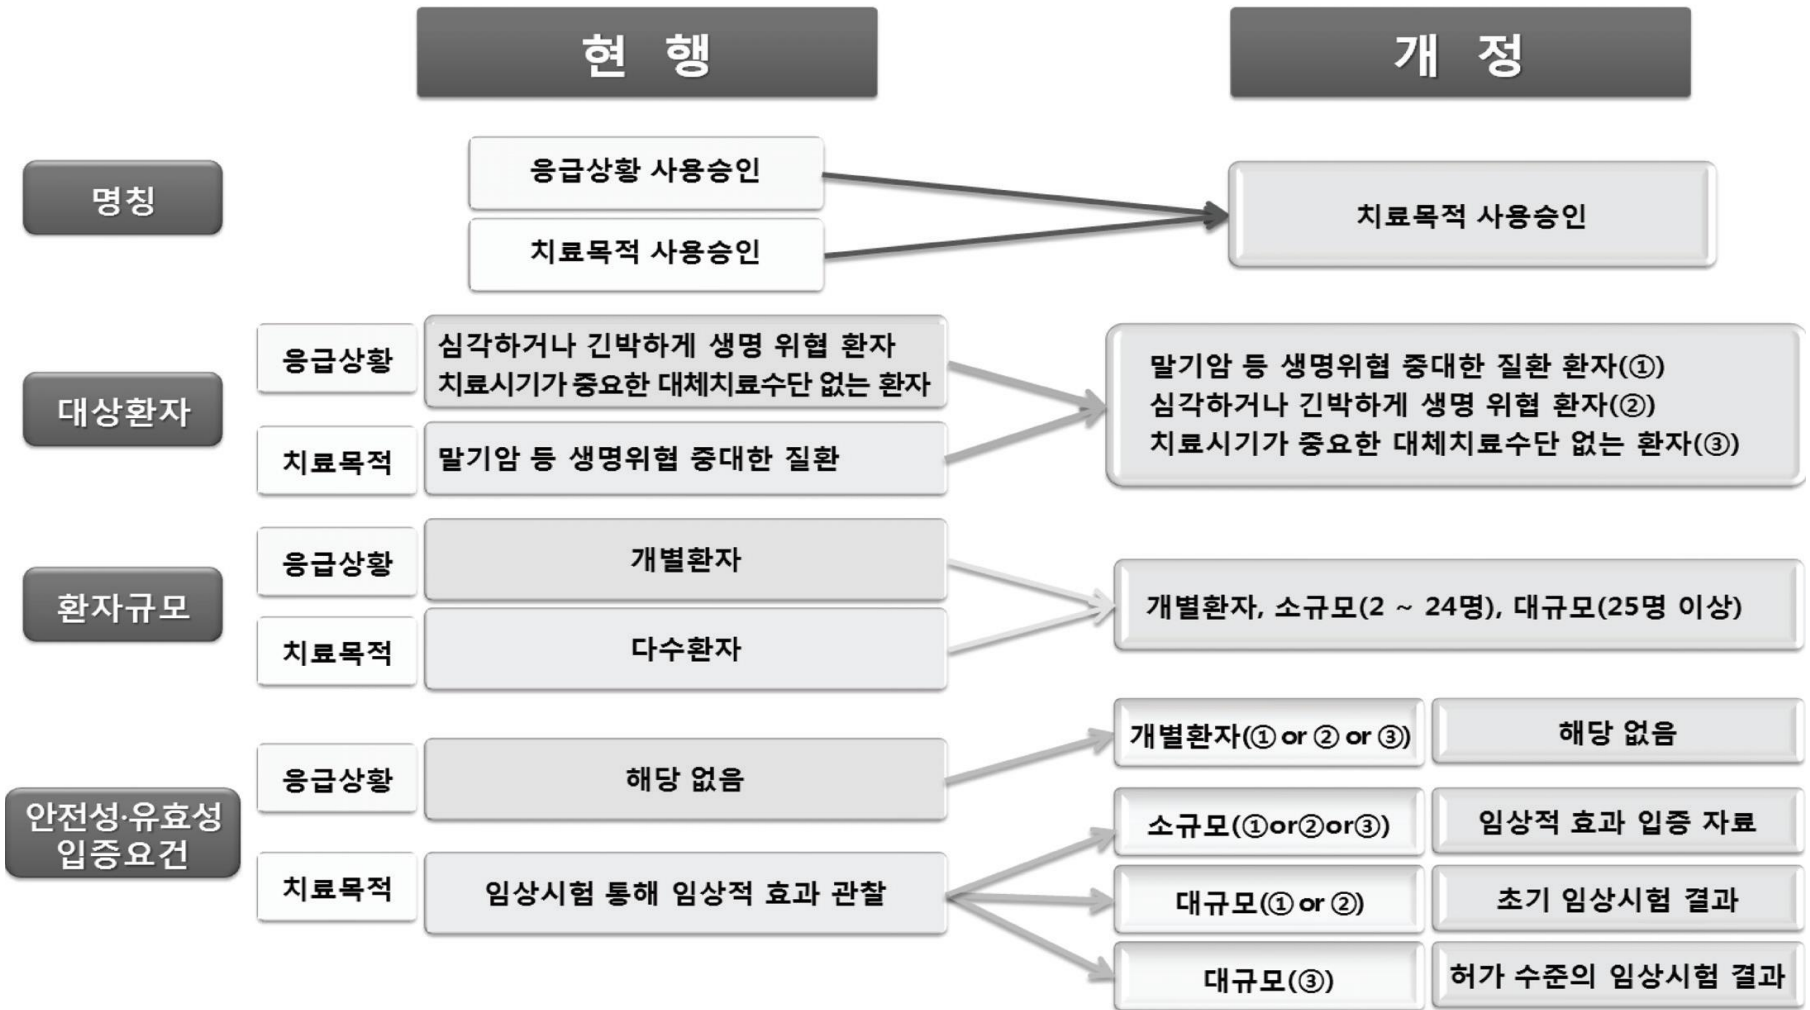 현 행
개 정
명칭
응급상황 사용승인
치료목적 사용승인
치료목적 사용승인
대상환자
응급상황
심각하거나 긴박하게 생명 위협 환자
치료시기가 중요한 대체치료수단 없는 환자
치료목적
말기암 등 생명위협 중대한 질환
말기암 등 생명위협 중대한 질환 환자(①)
심각하거나 긴박하게 생명 위협 환자(②)
치료시기가 중요한 대체치료수단 없는 환자(③)
환자규모
응급상황
개별환자
치료목적
다수환자
개별환자, 소규모(2 ~ 24명), 대규모(25명 이상)
안전성·유효성
입증요건
응급상황
해당 없음
치료목적
임상시험 통해 임상적 효과 관찰
개별환자(① or ② or ③)
해당 없음
소규모(①or②or③)
임상적 효과 입증 자료
대규모(① or ②)
초기 임상시험 결과
대규모(③)
허가 수준의 임상시험 결과